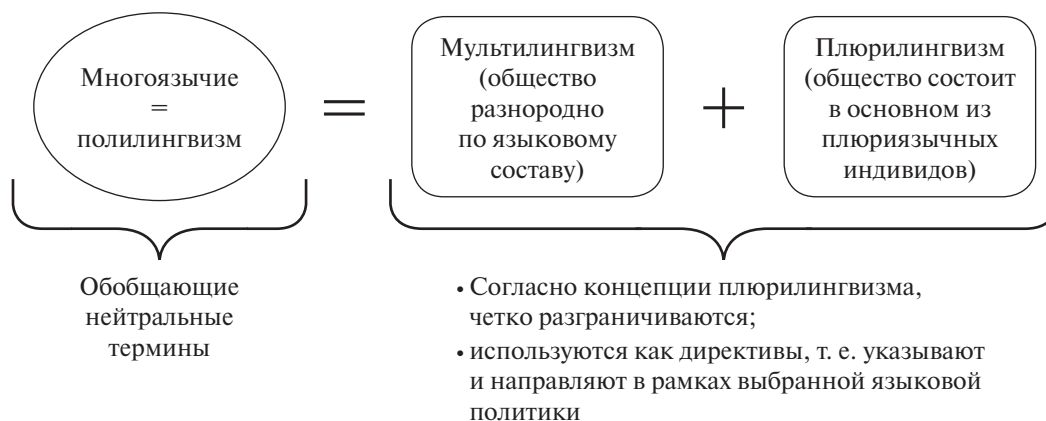 Многоязычие
=
полилингвизм
=
Мультилингвизм
(общество
разнородно
по языковому
составу)
+
Плюрилингвизм
(общество состоит
в основном из
плюриязычных
индивидов)
Обобщающие
нейтральные
термины
• Согласно концепции плюрилингвизма,
четко разграничиваются;
• используются как директивы, т. е. указывают
и направляют в рамках выбранной языковой
политики